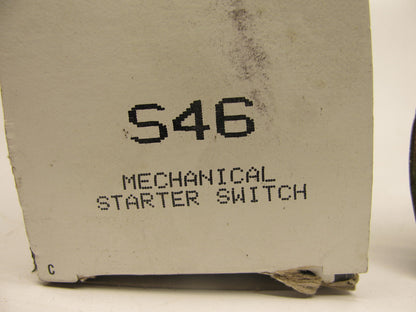 S46
MECHANICAL
STARTER SWITCH
C